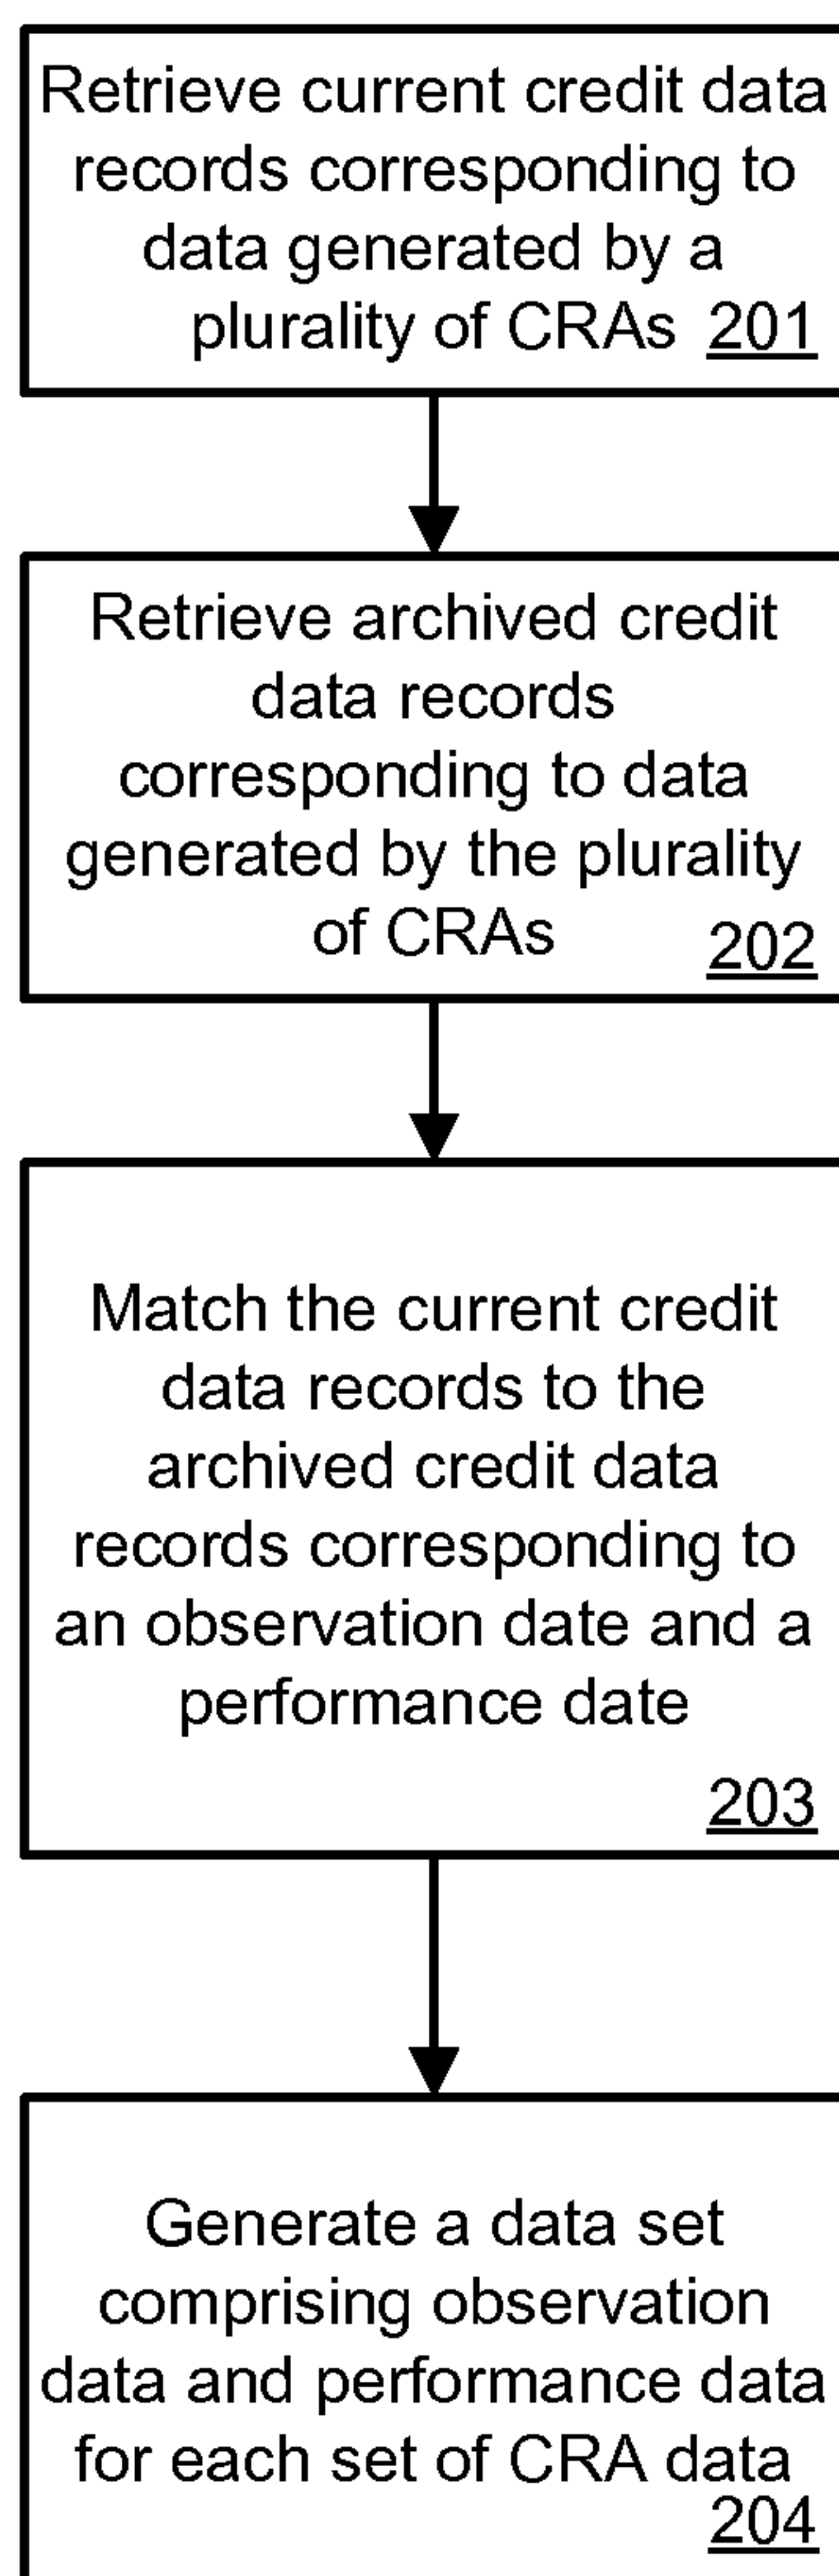 Retrieve current credit data
records corresponding to
data generated by a
plurality of CRAs 201
Retrieve archived credit
data records
corresponding to data
generated by the plurality
of CRAs 202
Match the current credit
data records to the
archived credit data
records corresponding to
an observation date and a
performance date
203
Generate a data set
comprising observation
data and performance data
for each set of CRA data
204